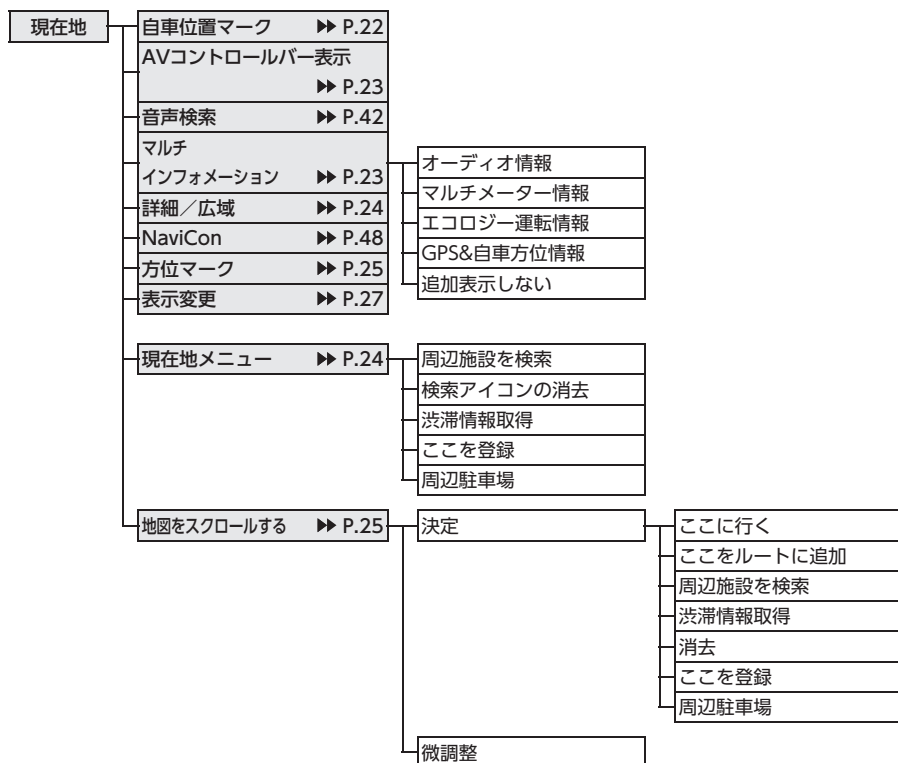 現在地
自車位置マーク ▶▶ P.22
AVコントロールバー表示
▶▶ P.23
音声検索 ▶▶ P.42
マルチ
インフォメーション ▶▶ P.23
詳細／広域 ▶▶ P.24
NaviCon ▶▶ P.48
方位マーク ▶▶ P.25
表示変更 ▶▶ P.27
オーディオ情報
マルチメーター情報
エコロジー運転情報
GPS&自車方位情報
追加表示しない
現在地メニュー ▶▶ P.24
周辺施設を検索
検索アイコンの消去
渋滞情報取得
ここを登録
周辺駐車場
地図をスクロールする ▶▶ P.25
決定
ここに行く
ここをルートに追加
周辺施設を検索
渋滞情報取得
消去
ここを登録
周辺駐車場
微調整